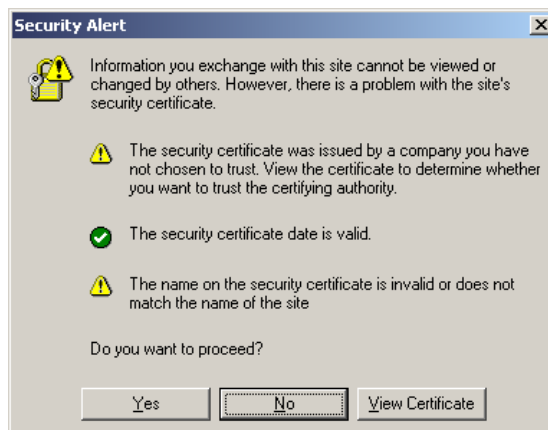 Security Alert
Information you exchange with this site cannot be viewed or
changed by others. However, there is a problem with the site's
security certificate.
The security certificate was issued by a company you have
not chosen to trust. View the certificate to determine whether
you want to trust the certifying authority.
The security certificate date is valid.
The name on the security certificate is invalid or does not
match the name of the site
Do you want to proceed?
Yes No View Certificate